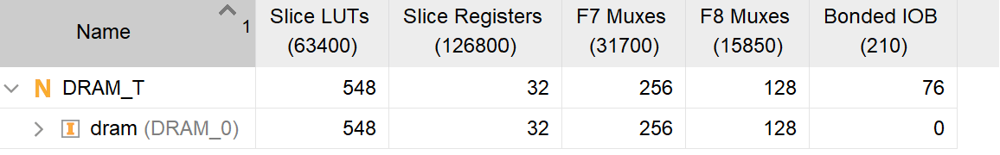 Name 1 Slice LUTs Slice Registers F7 Muxes F8 Muxes Bonded IOB
(63400) (126800) (31700) (15850) (210)
N DRAM_T 548 32 256 128 76
I dram (DRAM_0) 548 32 256 128 0